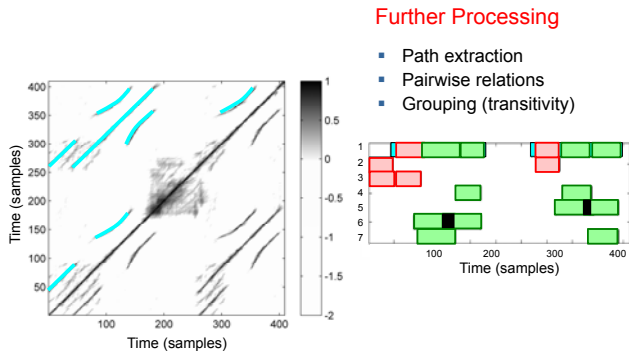 Further Processing
Path extraction
Pairwise relations
Grouping (transitivity)
Time (samples)
400
350
300
250
200
150
100
50
100 200 300 400
Time (samples)
1
0.5
0
−0.5
−1
−1.5
−2
1
2
3
4
5
6
7
100 200 300 400
Time (samples)